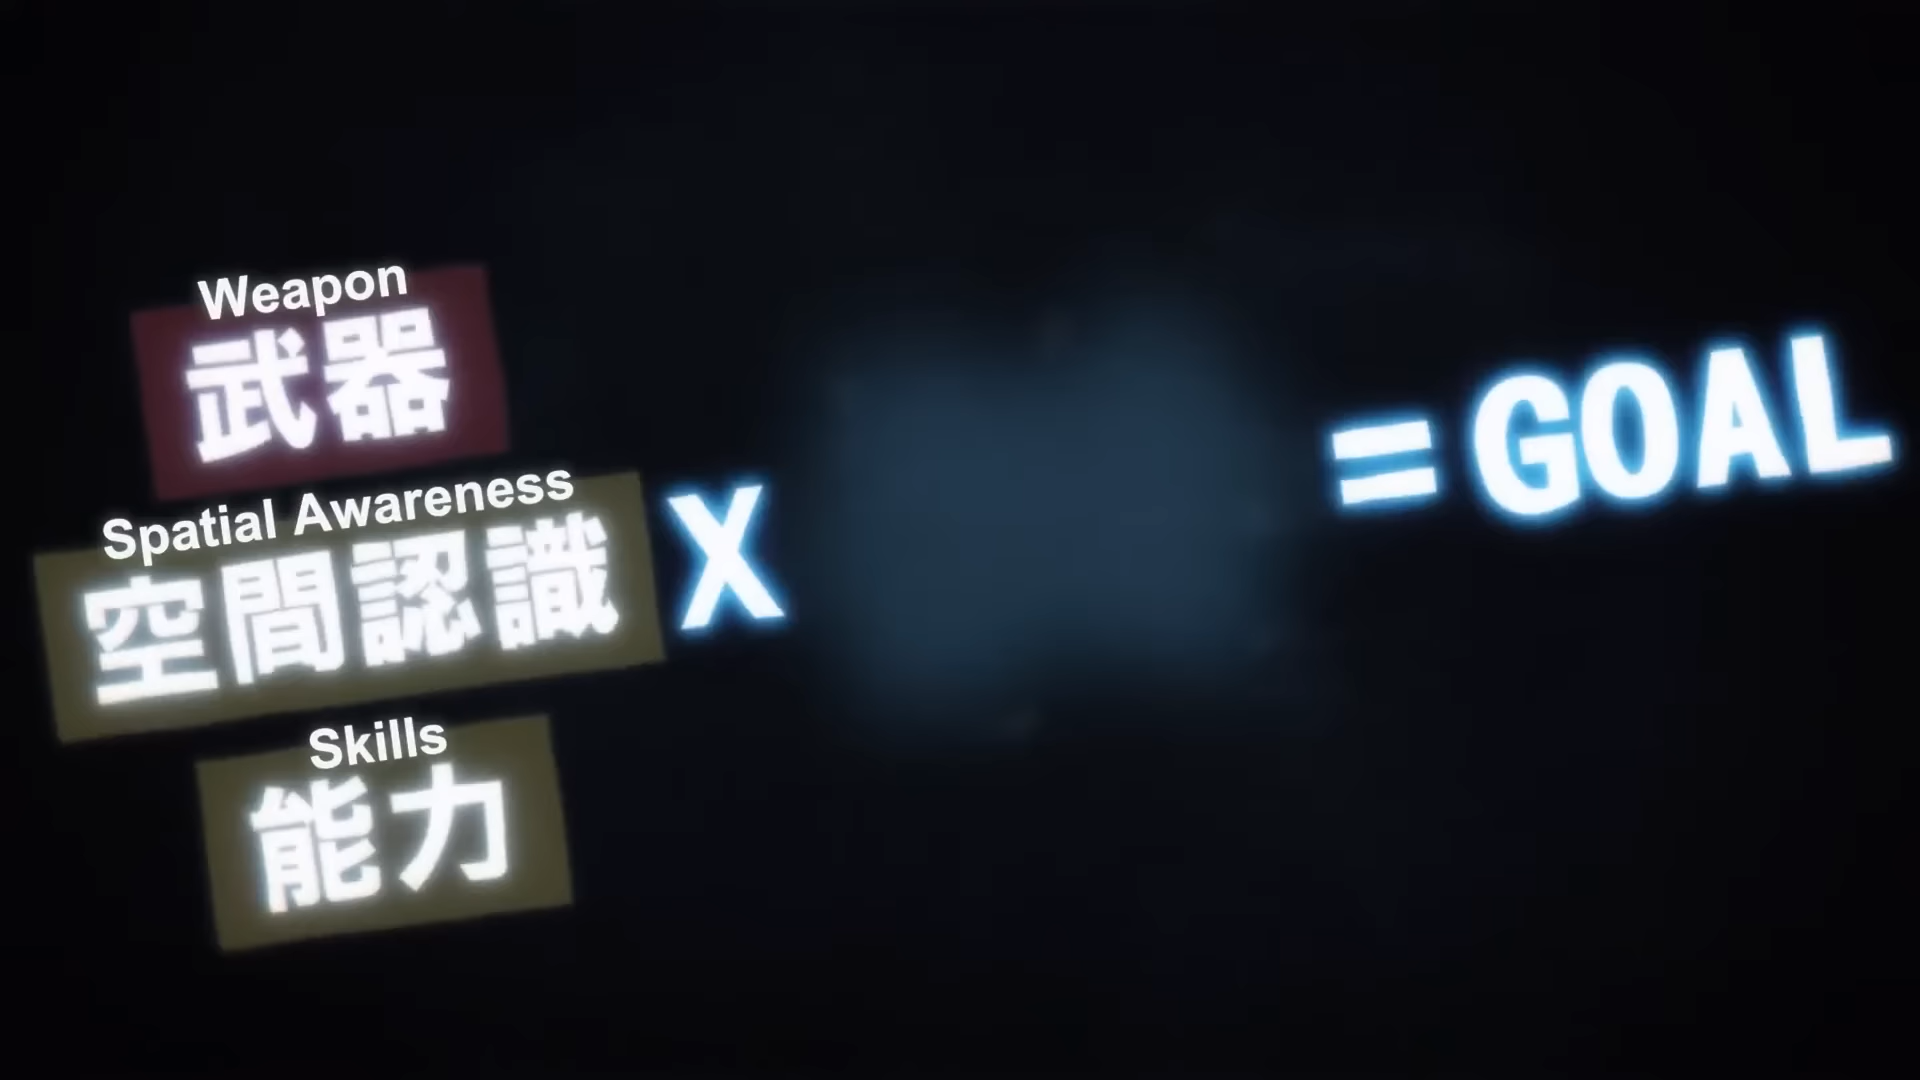 Weapon
武器
Spatial Awareness
空間認識
Skills
能力
X
=GOAL